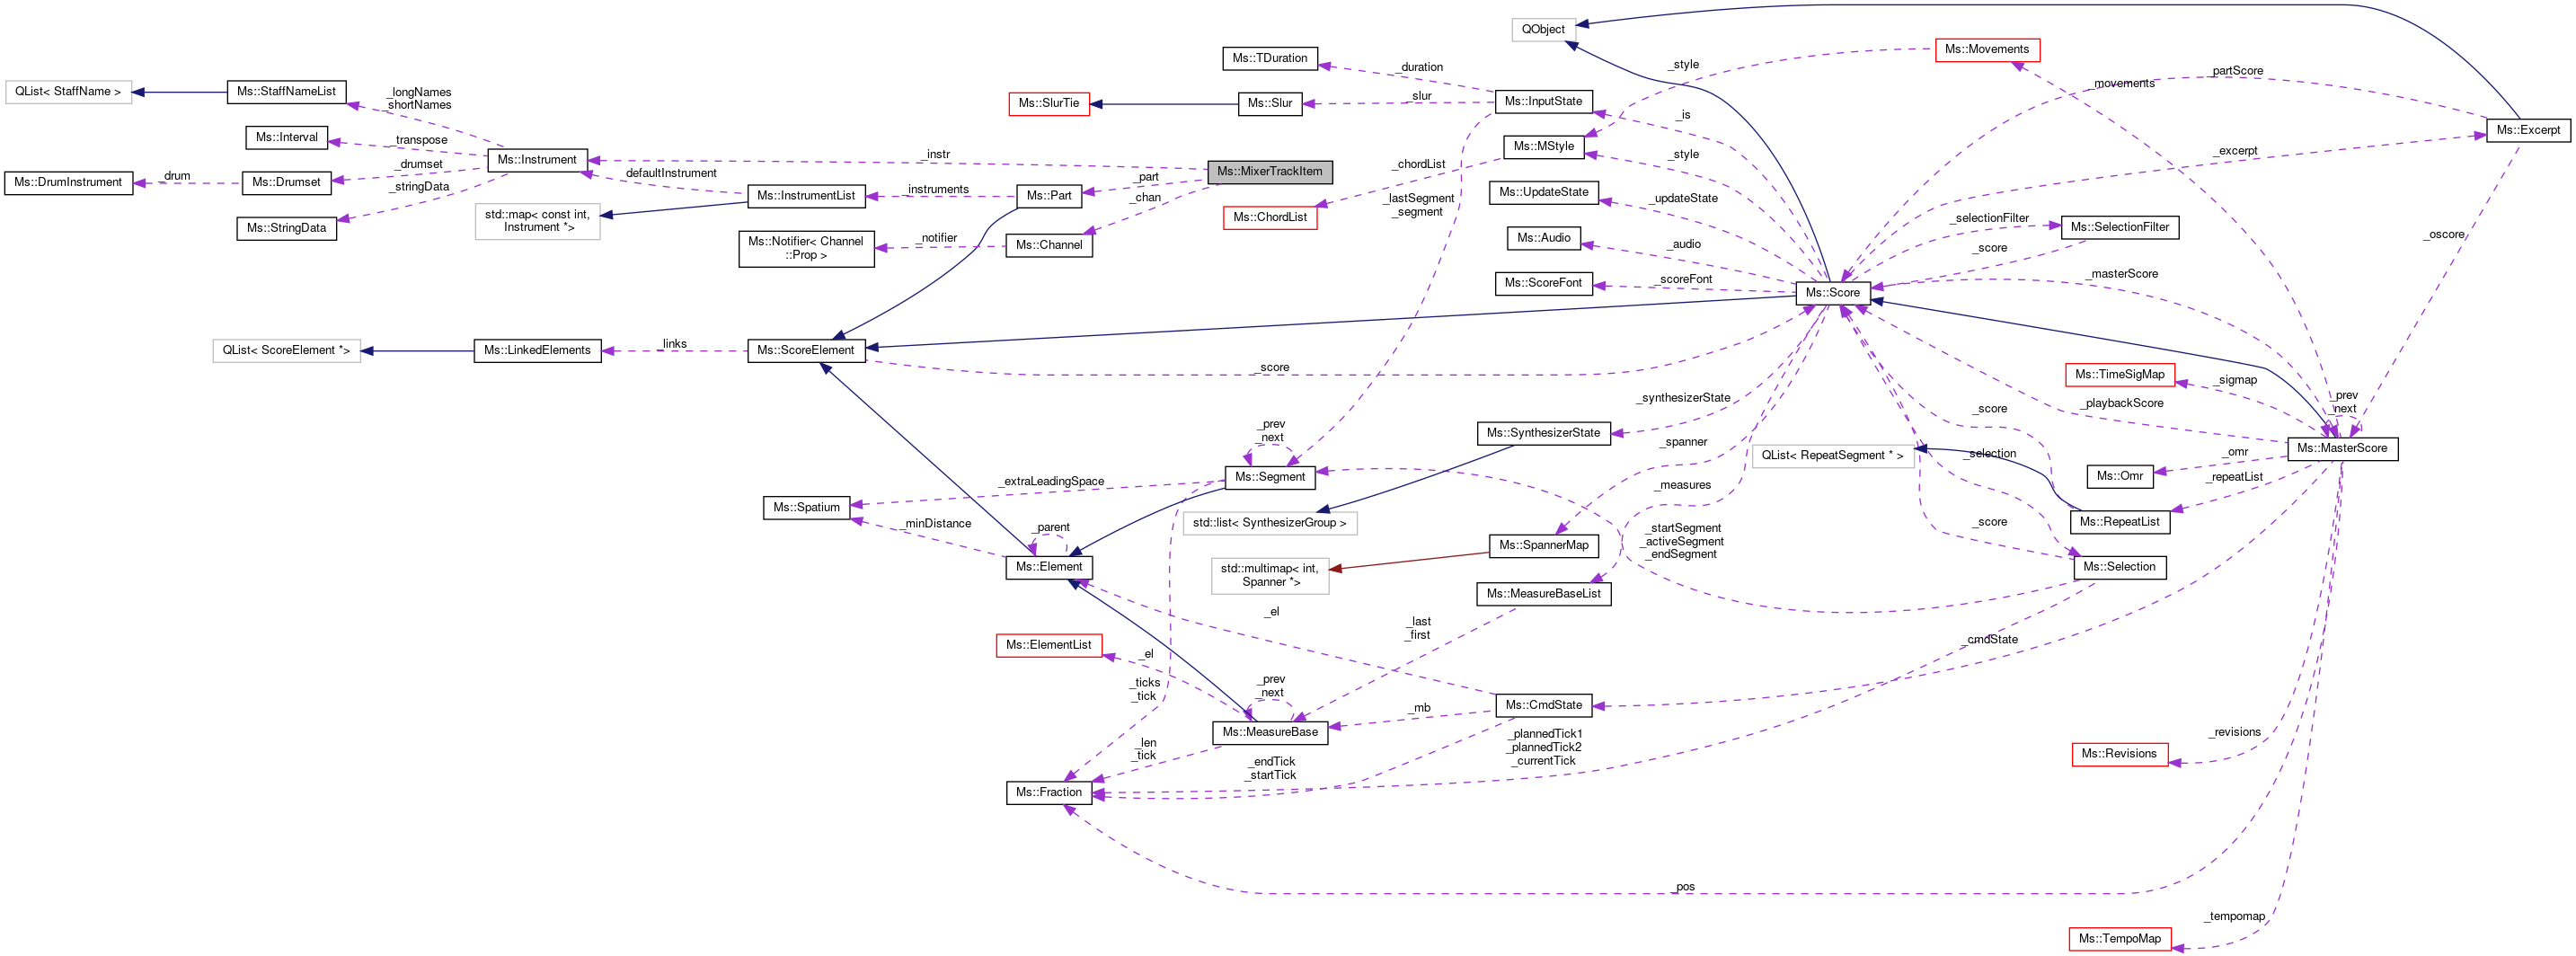 QObject
Ms::Movements
Ms::TDuration
_duration
_style
_partScore
_movements
QList< StaffName >
Ms::StaffNameList
_longNames
_shortNames
Ms::SlurTie
Ms::Slur
_slur
Ms::InputState
_is
Ms::Excerpt
Ms::Interval
_transpose
Ms::MStyle
_style
_excerpt
Ms::Instrument
_instr
Ms::MixerTrackItem
_chordList
Ms::DrumInstrument
_drum
Ms::Drumset
_drumset
_stringData
defaultInstrument
Ms::InstrumentList
_instruments
Ms::Part
_part
_chan
Ms::UpdateState
_updateState
_lastSegment
_segment
std::map< const int,
Instrument *>
Ms::ChordList
_selectionFilter
Ms::SelectionFilter
Ms::StringData
Ms::Notifier< Channel
::Prop >
_notifier
Ms::Channel
Ms::Audio
_audio
_score
_oscore
Ms::ScoreFont
_scoreFont
Ms::Score
_masterScore
QList< ScoreElement *>
Ms::LinkedElements
_links
Ms::ScoreElement
_score
Ms::TimeSigMap
_sigmap
_prev
_next
_synthesizerState
_score
_playbackScore
_prev
_next
Ms::SynthesizerState
_spanner
QList< RepeatSegment * >
_selection
Ms::MasterScore
_omr
Ms::Omr
_repeatList
_extraLeadingSpace
Ms::Segment
_measures
Ms::Spatium
_minDistance
std::list< SynthesizerGroup >
Ms::RepeatList
_parent
_startSegment
_activeSegment
_endSegment
_score
Ms::SpannerMap
Ms::Element
std::multimap< int,
Spanner *>
Ms::Selection
Ms::MeasureBaseList
_el
_last
_first
_cmdState
Ms::ElementList
_el
_ticks
_tick
_prev
_next
Ms::CmdState
_mb
Ms::MeasureBase
_len
_tick
_plannedTick1
_plannedTick2
_currentTick
_revisions
Ms::Revisions
_endTick
_startTick
Ms::Fraction
_pos
_tempomap
Ms::TempoMap